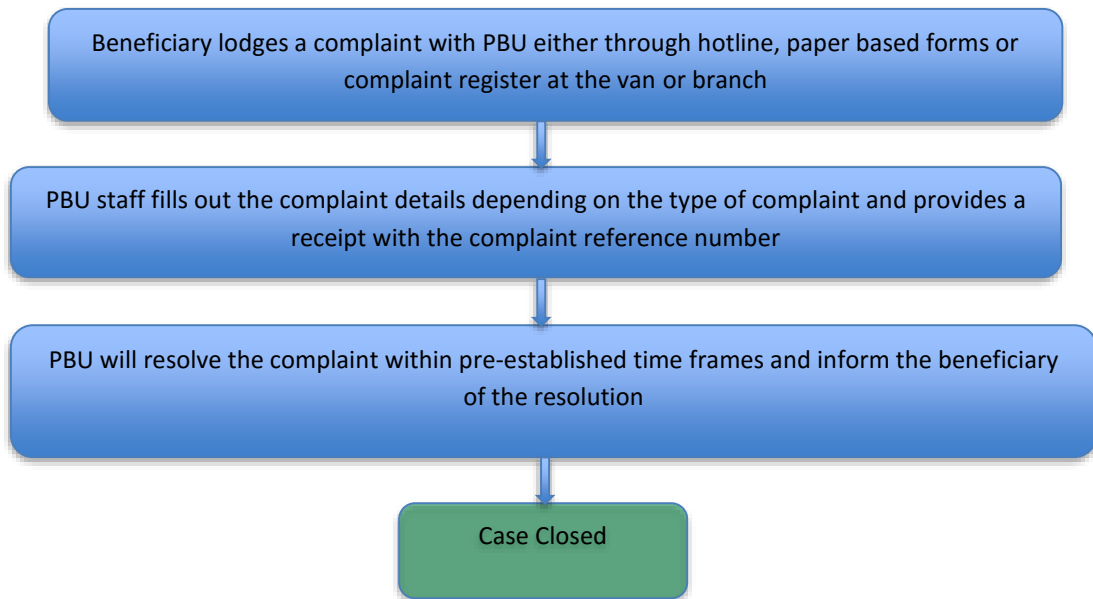 Beneficiary lodges a complaint with PBU either through hotline, paper based forms or
complaint register at the van or branch
PBU staff fills out the complaint details depending on the type of complaint and provides a
receipt with the complaint reference number
PBU will resolve the complaint within pre-established time frames and inform the beneficiary
of the resolution
Case Closed